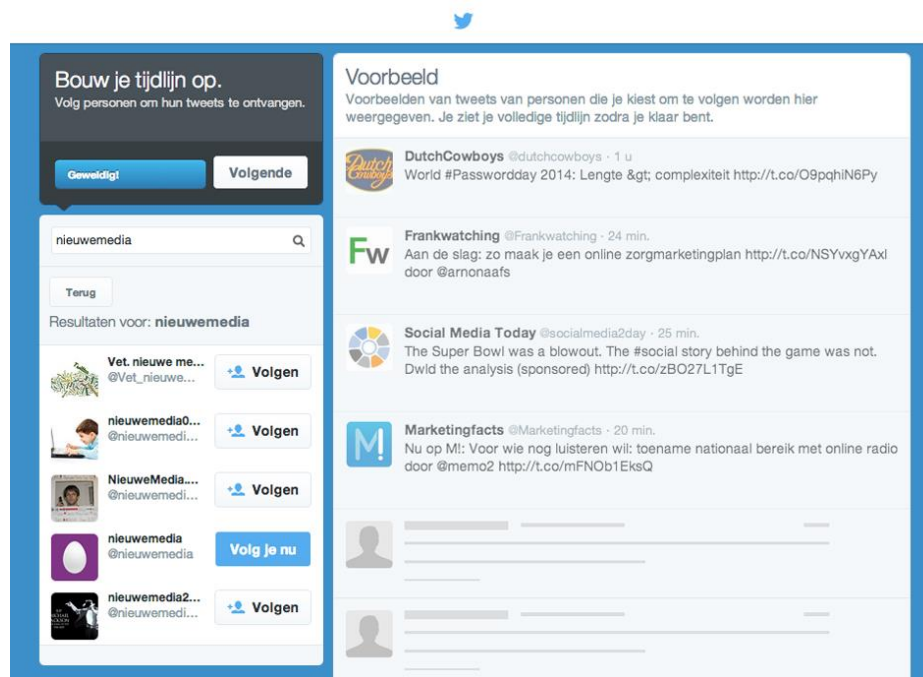 Bouw je tijdlijn op.
Volg personen om hun tweets te ontvangen.
Geweldig!
Volgende
nieuwemedia
Terug
Resultaten voor: nieuwemedia
Vet. nieuwe me...
@Vet_nieuwe...
Volgen
nieuwemedia0...
@nieuwemedi...
Volgen
NieuweMedia....
@nieuwemedi...
Volgen
nieuwemedia
@nieuwemedia
Volg je nu
nieuwemedia2...
@nieuwemedi...
Volgen
Voorbeeld
Voorbeelden van tweets van personen die je kiest om te volgen worden hier
weergegeven. Je ziet je volledige tijdlijn zodra je klaar bent.
Dutch
Cowboys
DutchCowboys @dutchcowboys · 1 u
World #Passwordday 2014: Lengte &gt; complexiteit http://t.co/O9pqhiN6Py
Fw
Frankwatching @Frankwatching · 24 min.
Aan de slag: zo maak je een online zorgmarketingplan http://t.co/NSYvxgYAxl
door @arnonaafs
Social Media Today @socialmedia2day · 25 min.
The Super Bowl was a blowout. The #social story behind the game was not.
Dwld the analysis (sponsored) http://t.co/zBO27L1TgE
M!
Marketingfacts @Marketingfacts · 20 min.
Nu op M!: Voor wie nog luisteren wil: toename nationaal bereik met online radio
door @memo2 http://t.co/mFNOb1EksQ